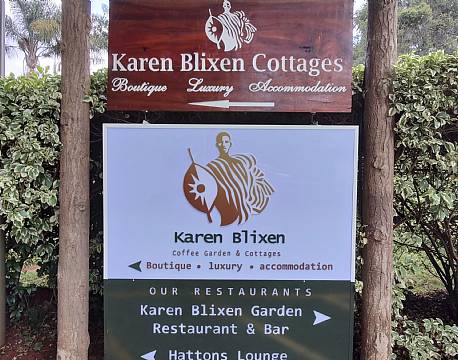 Karen Blixen Cottages
Boutique Luxury Accommodation
Karen Blixen
Coffee Garden & Cottages
Boutique • luxury • accommodation
OUR RESTAURANTS
Karen Blixen Garden
Restaurant & Bar
Hattons Lounge